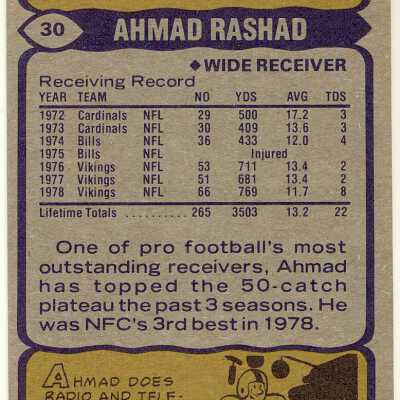 30 AHMAD RASHAD
◆WIDE RECEIVER
Receiving Record
YEAR TEAM NO YDS AVG TDS
1972 Cardinals NFL 29 500 17.2 3
1973 Cardinals NFL 30 409 13.6 3
1974 Bills NFL 36 433 12.0 4
1975 Bills NFL Injured
1976 Vikings NFL 53 711 13.4 2
1977 Vikings NFL 51 681 13.4 2
1978 Vikings NFL 66 769 11.7 8
Lifetime Totals .......... 265 3503 13.2 22
One of pro football's most
outstanding receivers, Ahmad
has topped the 50-catch
plateau the past 3 seasons. He
was NFC's 3rd best in 1978.
AHMAD DOES
RADIO AND TELE-